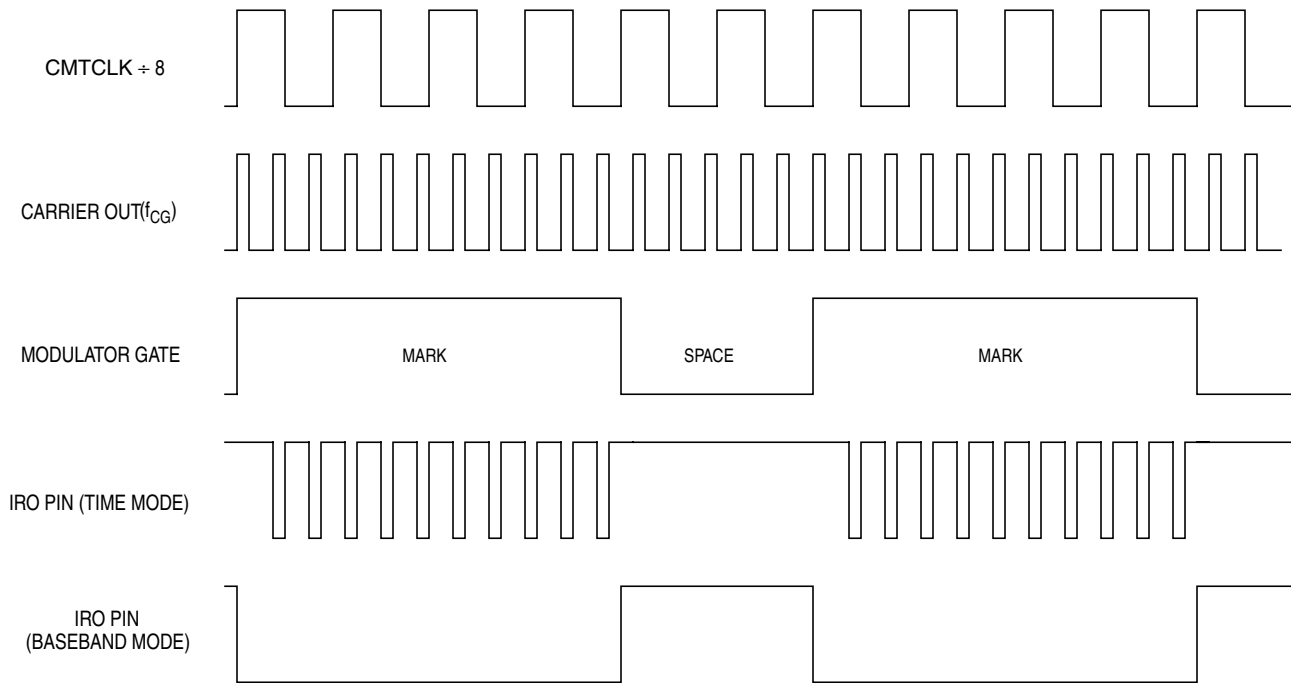 CMTCLK ÷ 8
CARRIER OUT(fCG)
MODULATOR GATE
MARK
SPACE
MARK
IRO PIN (TIME MODE)
IRO PIN
(BASEBAND MODE)